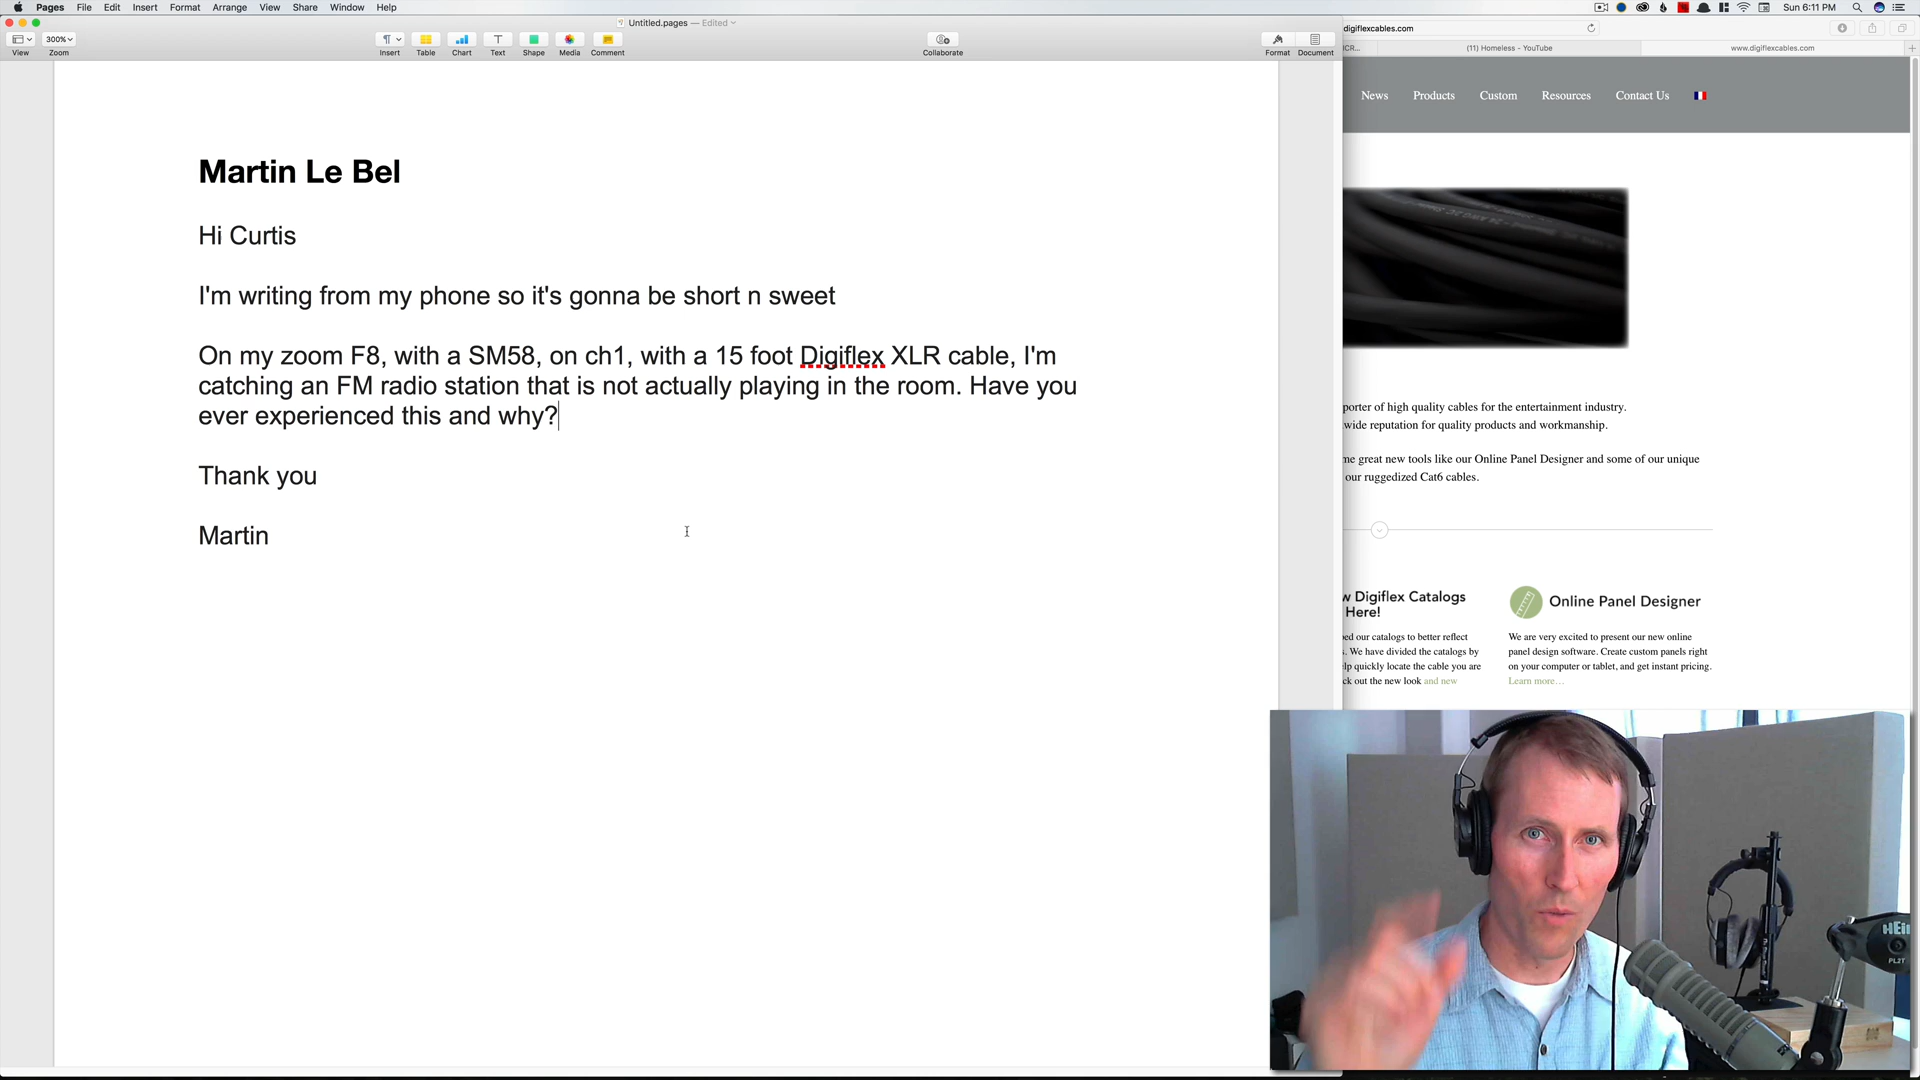 Pages File Edit Insert Format Arrange View Share Window Help
Sun 6:11 PM
Untitled.pages — Edited
300%
View Zoom Insert Table Chart Text Shape Media Comment Collaborate Format Document
Martin Le Bel
Hi Curtis
I'm writing from my phone so it's gonna be short n sweet
On my zoom F8, with a SM58, on ch1, with a 15 foot Digiflex XLR cable, I'm
catching an FM radio station that is not actually playing in the room. Have you
ever experienced this and why?
Thank you
Martin
digiflexcables.com
(11) Homeless - YouTube
www.digiflexcables.com
News Products Custom Resources Contact Us
porter of high quality cables for the entertainment industry.
wide reputation for quality products and workmanship.
me great new tools like our Online Panel Designer and some of our unique
our ruggedized Cat6 cables.
w Digiflex Catalogs
Here!
ped our catalogs to better reflect
s. We have divided the catalogs by
lp quickly locate the cable you are
ck out the new look and new
Online Panel Designer
We are very excited to present our new online
panel design software. Create custom panels right
on your computer or tablet, and get instant pricing.
Learn more…
HEil
PL2T